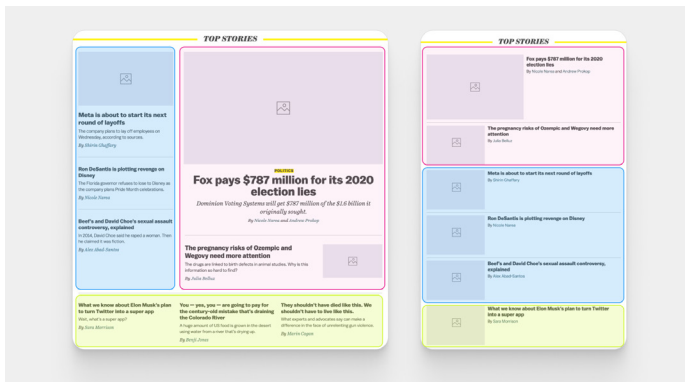 TOP STORIES
Meta is about to start its next
round of layoffs
The company plans to lay off employees on
Wednesday, according to sources.
By Shirin Ghaffary
Ron DeSantis is plotting revenge on
Disney
The Florida governor refuses to lose to Disney as
the company plans Pride Month celebrations.
By Nicole Narea
Beef's and David Choe's sexual assault
controversy, explained
In 2014, David Choe said he raped a woman. Then
he claimed it was fiction.
By Alex Abad-Santos
POLITICS
Fox pays $787 million for its 2020
election lies
Dominion Voting Systems will get $787 million of the $1.6 billion it
originally sought.
By Nicole Narea and Andrew Prokop
The pregnancy risks of Ozempic and
Wegovy need more attention
The drugs are linked to birth defects in animal studies. Why is this
information so hard to find?
By Julia Belluz
What we know about Elon Musk's plan
to turn Twitter into a super app
Wait, what's a super app?
By Sara Morrison
You — yes, you — are going to pay for
the century-old mistake that's draining
the Colorado River
A huge amount of US food is grown in the desert
using water from a river that's drying up.
By Benji Jones
They shouldn't have died like this. We
shouldn't have to live like this.
What experts and advocates say can make a
difference in the face of unrelenting gun violence.
By Marin Cogan
TOP STORIES
Fox pays $787 million for its 2020
election lies
By Nicole Narea and Andrew Prokop
The pregnancy risks of Ozempic and Wegovy need more
attention
By Julia Belluz
Meta is about to start its next round of layoffs
By Shirin Ghaffary
Ron DeSantis is plotting revenge on Disney
By Nicole Narea
Beef's and David Choe's sexual assault controversy,
explained
By Alex Abad-Santos
What we know about Elon Musk's plan to turn Twitter
into a super app
By Sara Morrison